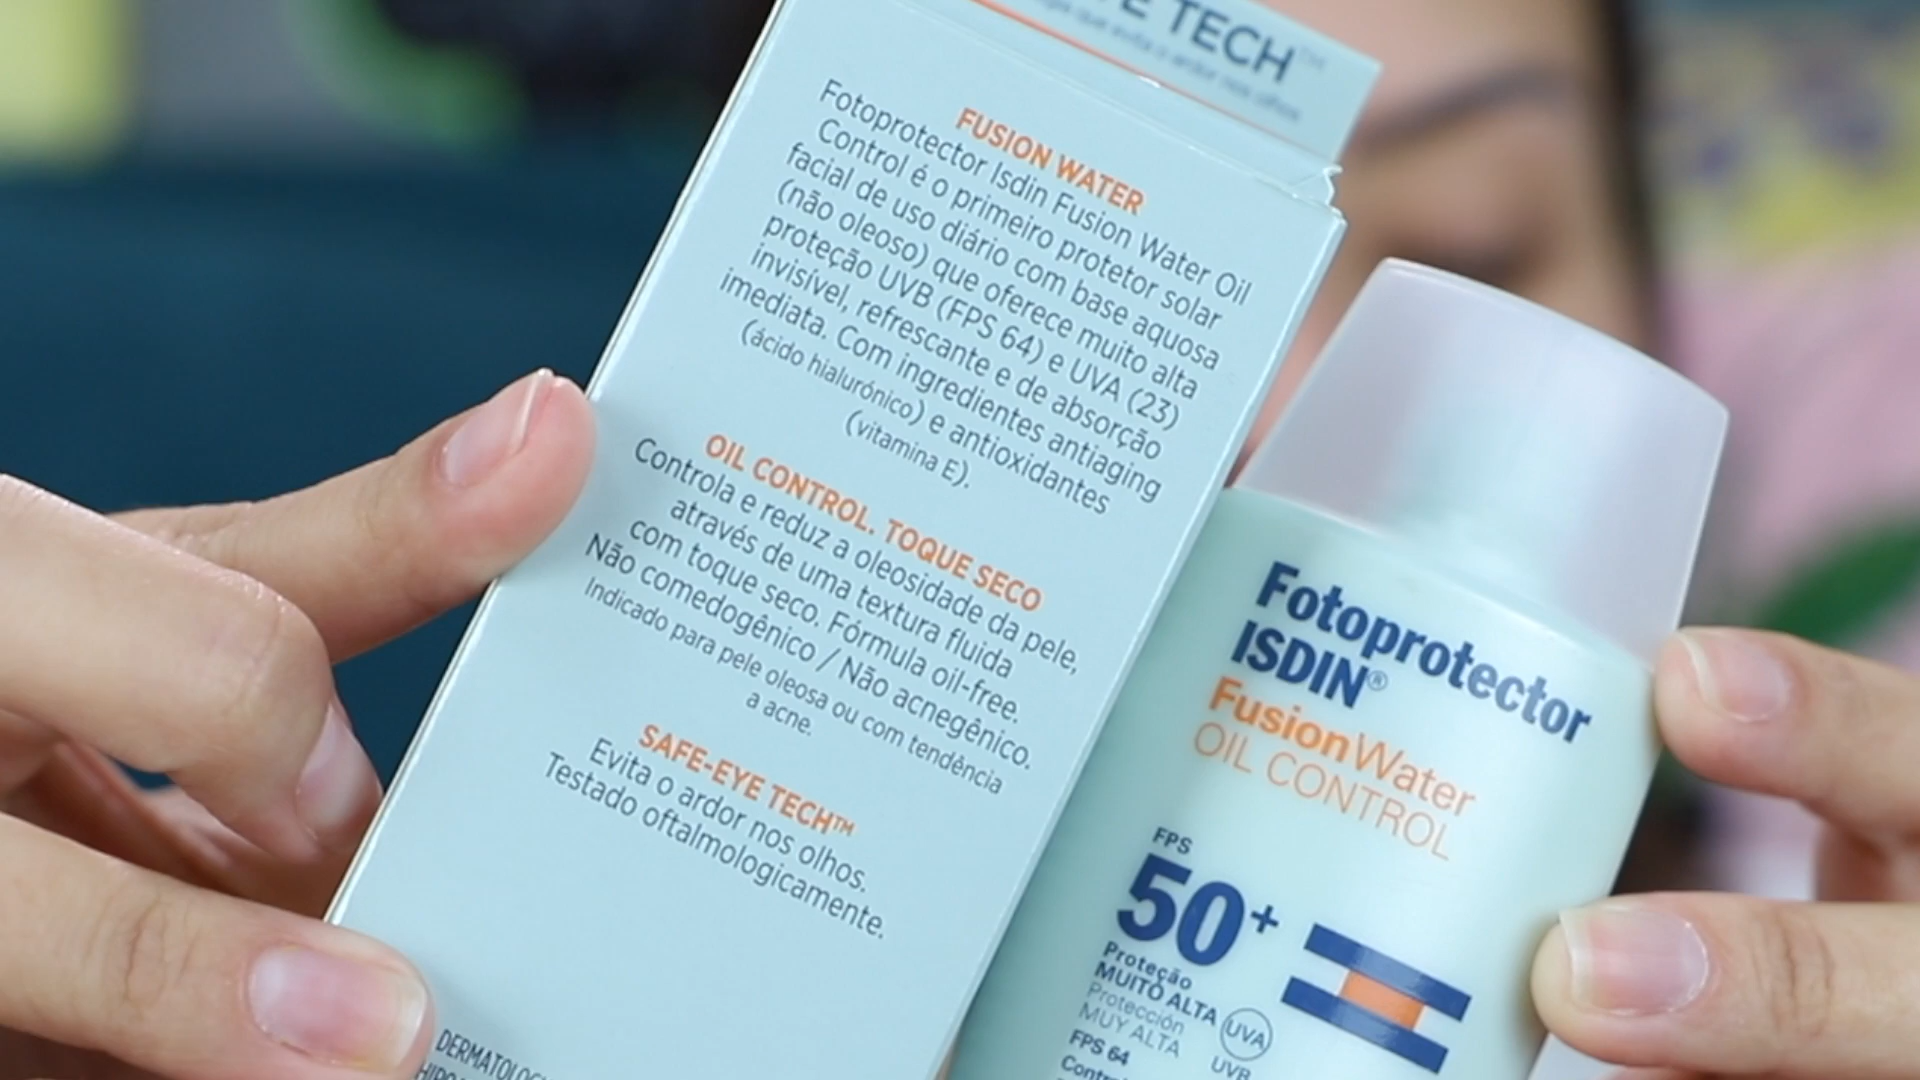 TECH™
FUSION WATER
Fotoprotector Isdin Fusion Water Oil
Control é o primeiro protetor solar
facial de uso diário com base aquosa
(não oleoso) que oferece muito alta
proteção UVB (FPS 64) e UVA (23)
invisível, refrescante e de absorção
imediata. Com ingredientes antiaging
(ácido hialurónico) e antioxidantes
(vitamina E).
OIL CONTROL. TOQUE SECO
Controla e reduz a oleosidade da pele,
através de uma textura fluida
com toque seco. Fórmula oil-free.
Não comedogênico / Não acnegênico.
Indicado para pele oleosa ou com tendência
a acne.
SAFE-EYE TECH™
Evita o ardor nos olhos.
Testado oftalmologicamente.
Fotoprotector
ISDIN®
FusionWater
OIL CONTROL
FPS
50+
Proteção
MUITO ALTA
Protección
MUY ALTA
FPS 64
UVA
UVB